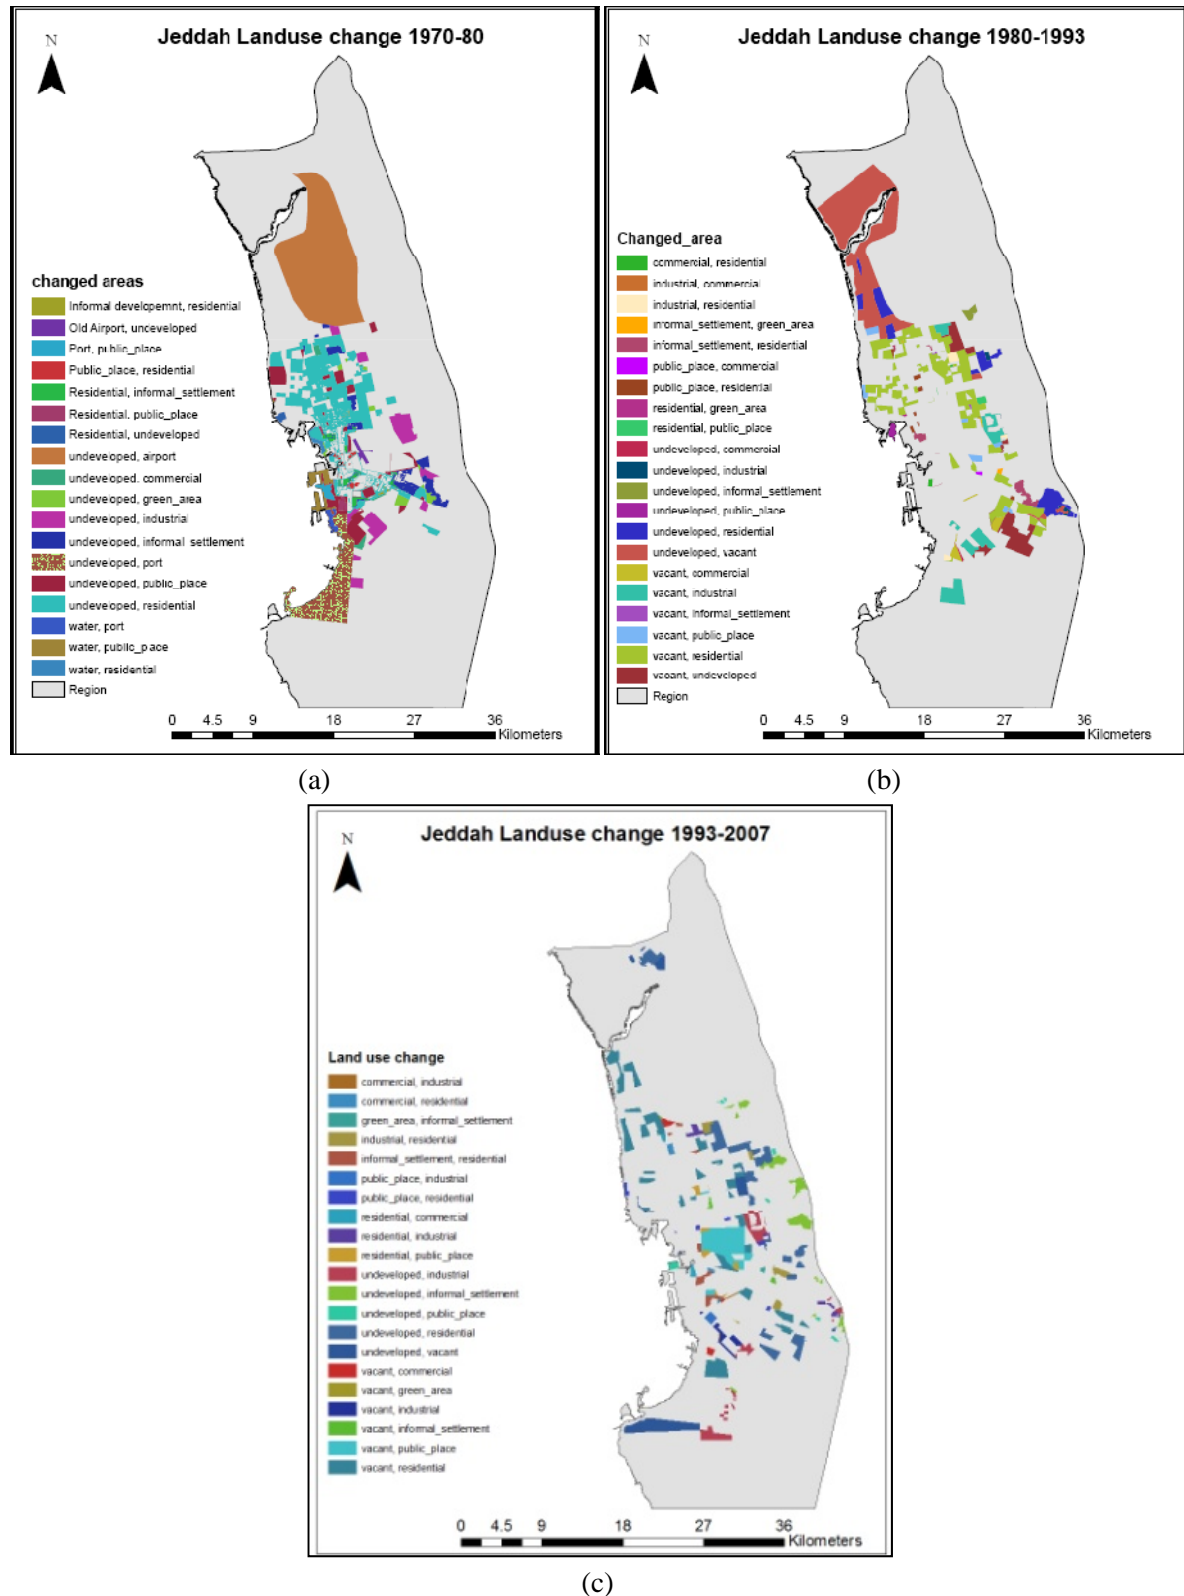 Jeddah Landuse change 1970-80
N
changed areas
Informal developemnt, residential
Old Airport, unceveloped
Port, public_place
Public_place, residential
Residential, informal_settlement
Residential, public_place
Residential, undeveloped
undeveloped, airport
undeveloped, commercial
undeveloped, green_area
undeveloped, industrial
undeveloped, informal_settlement
undeveloped, port
undeveloped, public_place
undeveloped, residential
water, port
water, public_place
water, residential
Region
0 4.5 9 18 27 36
Kilometers
(a)
Jeddah Landuse change 1980-1993
N
Changed_area
commercial, residential
industrial, commercial
industrial, residential
informal_settlement, green_area
informal_settlement, residential
public_place, commercial
public_place, residential
residential, green_area
residential, public_place
undeveloped, commercial
undeveloped, industrial
undeveloped, informal_settlement
undeveloped, public_place
undeveloped, residential
undeveloped, vacant
vacant, commercial
vacant, industrial
vacant, informal_settlement
vacant, public_place
vacant, residential
vacant, undeveloped
Region
0 4.5 9 18 27 36
Kilometers
(b)
Jeddah Landuse change 1993-2007
N
Land use change
commercial, industrial
commercial, residential
green_area, informal_settlement
industrial, residential
informal_settlement, residential
public_place, industrial
public_place, residential
residential, commercial
residential, industrial
residential, public_place
undeveloped, industrial
undeveloped, informal_settlement
undeveloped, public_place
undeveloped, residential
undeveloped, vacant
vacant, commercial
vacant, green_area
vacant, industrial
vacant, informal_settlement
vacant, public_place
vacant, residential
0 4.5 9 18 27 36
Kilometers
(c)